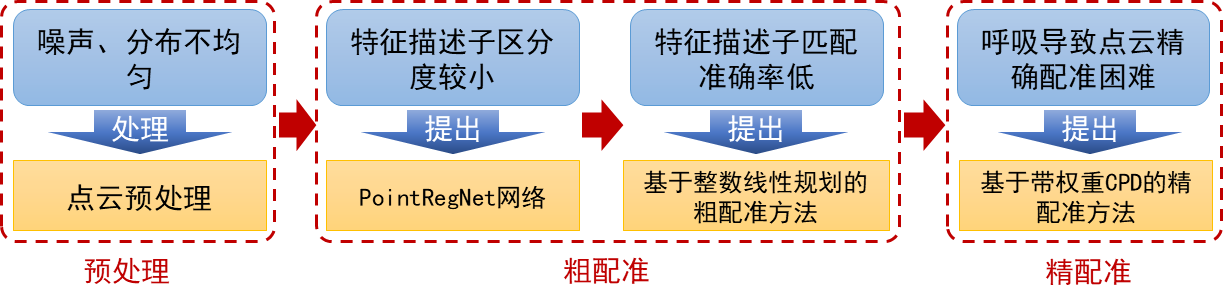 噪声、分布不均
匀
处理
点云预处理
预处理
特征描述子区分
度较小
提出
PointRegNet网络
特征描述子匹配
准确率低
提出
基于整数线性规划的
粗配准方法
粗配准
呼吸导致点云精
确配准困难
提出
基于带权重CPD的精
配准方法
精配准